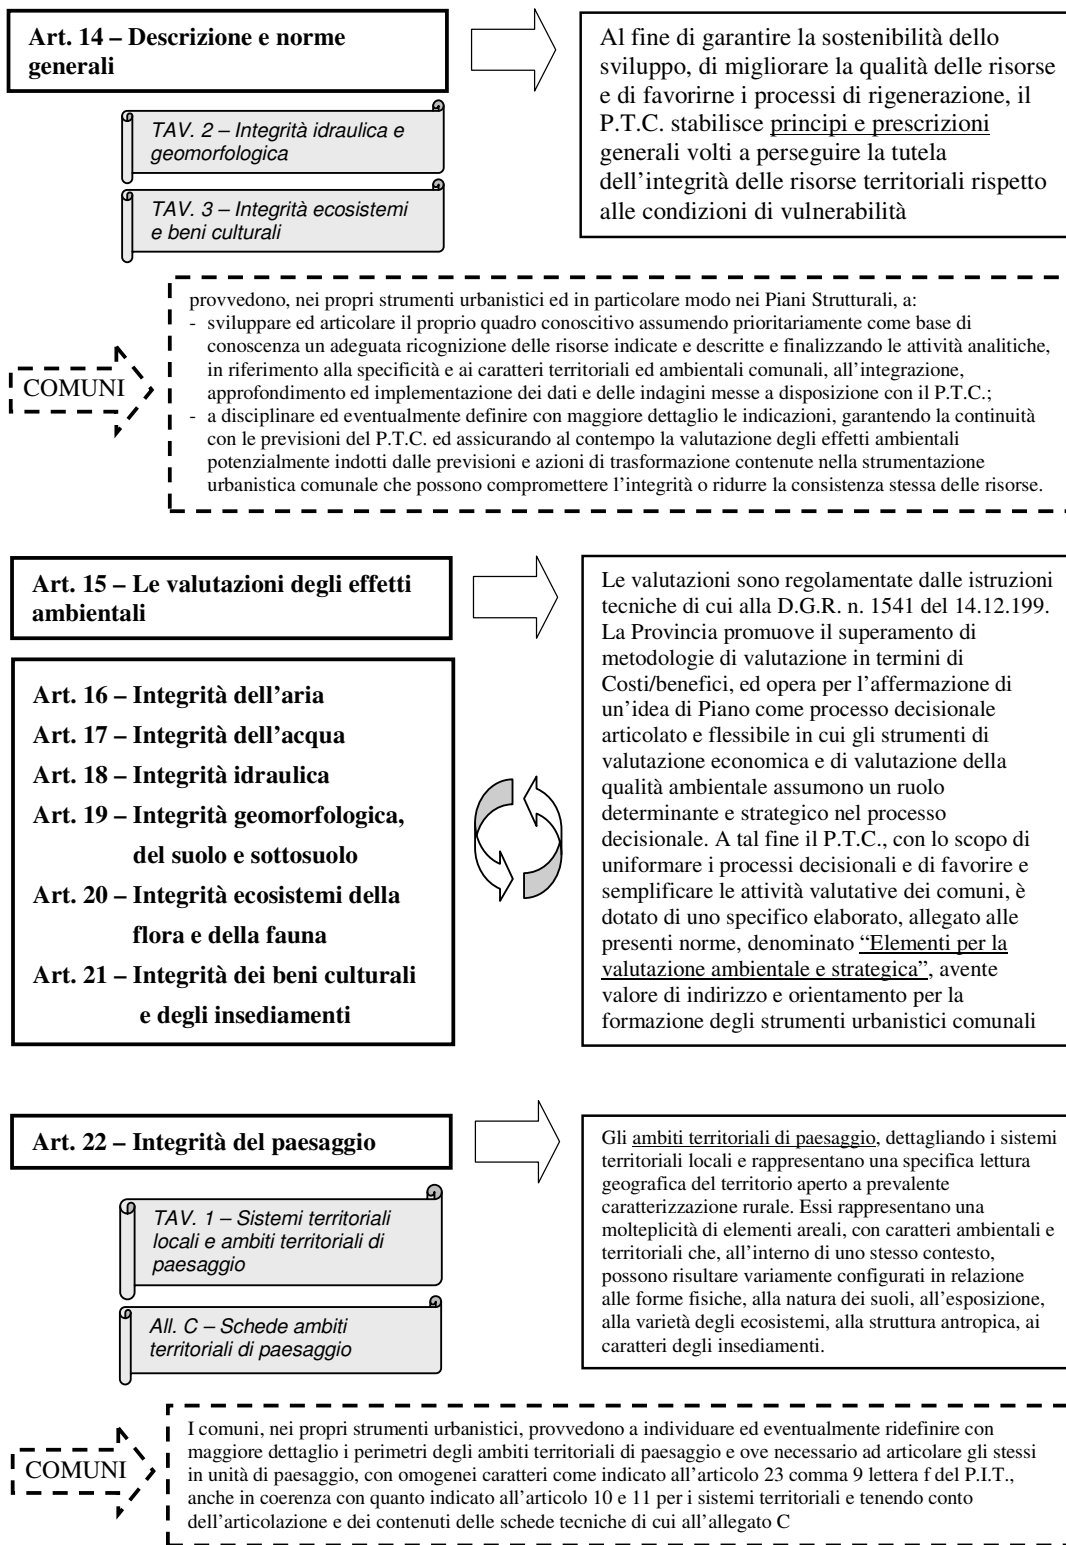 Art. 14 – Descrizione e norme
generali
Al fine di garantire la sostenibilità dello
sviluppo, di migliorare la qualità delle risorse
e di favorirne i processi di rigenerazione, il
P.T.C. stabilisce principi e prescrizioni
generali volti a perseguire la tutela
dell’integrità delle risorse territoriali rispetto
alle condizioni di vulnerabilità
TAV. 2 – Integrità idraulica e
geomorfologica
TAV. 3 – Integrità ecosistemi
e beni culturali
COMUNI
provvedono, nei propri strumenti urbanistici ed in particolare modo nei Piani Strutturali, a:
- sviluppare ed articolare il proprio quadro conoscitivo assumendo prioritariamente come base di
conoscenza un adeguata ricognizione delle risorse indicate e descritte e finalizzando le attività analitiche,
in riferimento alla specificità e ai caratteri territoriali ed ambientali comunali, all’integrazione,
approfondimento ed implementazione dei dati e delle indagini messe a disposizione con il P.T.C.;
- a disciplinare ed eventualmente definire con maggiore dettaglio le indicazioni, garantendo la continuità
con le previsioni del P.T.C. ed assicurando al contempo la valutazione degli effetti ambientali
potenzialmente indotti dalle previsioni e azioni di trasformazione contenute nella strumentazione
urbanistica comunale che possono compromettere l’integrità o ridurre la consistenza stessa delle risorse.
Art. 15 – Le valutazioni degli effetti
ambientali
Art. 16 – Integrità dell’aria
Art. 17 – Integrità dell’acqua
Art. 18 – Integrità idraulica
Art. 19 – Integrità geomorfologica,
del suolo e sottosuolo
Art. 20 – Integrità ecosistemi della
flora e della fauna
Art. 21 – Integrità dei beni culturali
e degli insediamenti
Le valutazioni sono regolamentate dalle istruzioni
tecniche di cui alla D.G.R. n. 1541 del 14.12.199.
La Provincia promuove il superamento di
metodologie di valutazione in termini di
Costi/benefici, ed opera per l’affermazione di
un’idea di Piano come processo decisionale
articolato e flessibile in cui gli strumenti di
valutazione economica e di valutazione della
qualità ambientale assumono un ruolo
determinante e strategico nel processo
decisionale. A tal fine il P.T.C., con lo scopo di
uniformare i processi decisionali e di favorire e
semplificare le attività valutative dei comuni, è
dotato di uno specifico elaborato, allegato alle
presenti norme, denominato “Elementi per la
valutazione ambientale e strategica”, avente
valore di indirizzo e orientamento per la
formazione degli strumenti urbanistici comunali
Art. 22 – Integrità del paesaggio
TAV. 1 – Sistemi territoriali
locali e ambiti territoriali di
paesaggio
All. C – Schede ambiti
territoriali di paesaggio
Gli ambiti territoriali di paesaggio, dettagliando i sistemi
territoriali locali e rappresentano una specifica lettura
geografica del territorio aperto a prevalente
caratterizzazione rurale. Essi rappresentano una
molteplicità di elementi areali, con caratteri ambientali e
territoriali che, all’interno di uno stesso contesto,
possono risultare variamente configurati in relazione
alle forme fisiche, alla natura dei suoli, all’esposizione,
alla varietà degli ecosistemi, alla struttura antropica, ai
caratteri degli insediamenti.
COMUNI
I comuni, nei propri strumenti urbanistici, provvedono a individuare ed eventualmente ridefinire con
maggiore dettaglio i perimetri degli ambiti territoriali di paesaggio e ove necessario ad articolare gli stessi
in unità di paesaggio, con omogenei caratteri come indicato all’articolo 23 comma 9 lettera f del P.I.T.,
anche in coerenza con quanto indicato all’articolo 10 e 11 per i sistemi territoriali e tenendo conto
dell’articolazione e dei contenuti delle schede tecniche di cui all’allegato C